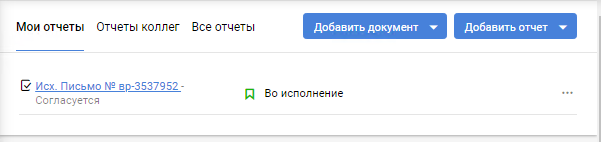 Мои отчеты Отчеты коллег Все отчеты Добавить документ Добавить отчет
Исх. Письмо № вр-3537952 - Во исполнение
Согласуется